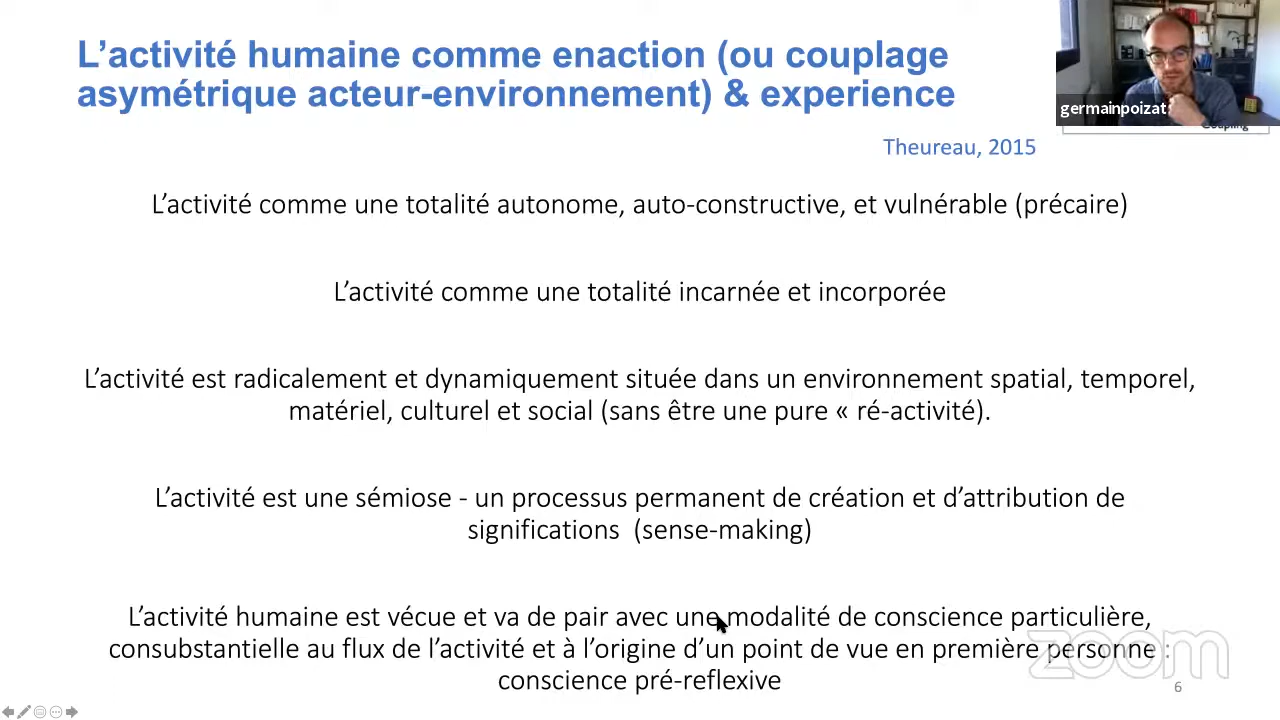 L’activité humaine comme enaction (ou couplage
asymétrique acteur-environnement) & experience
germainpoizat
Coupling
Theureau, 2015
L’activité comme une totalité autonome, auto-constructive, et vulnérable (précaire)
L’activité comme une totalité incarnée et incorporée
L’activité est radicalement et dynamiquement située dans un environnement spatial, temporel,
matériel, culturel et social (sans être une pure « ré-activité).
L’activité est une sémiose - un processus permanent de création et d’attribution de
significations  (sense-making)
L’activité humaine est vécue et va de pair avec une modalité de conscience particulière,
consubstantielle au flux de l’activité et à l’origine d’un point de vue en première personne :
conscience pré-reflexive
zoom
6